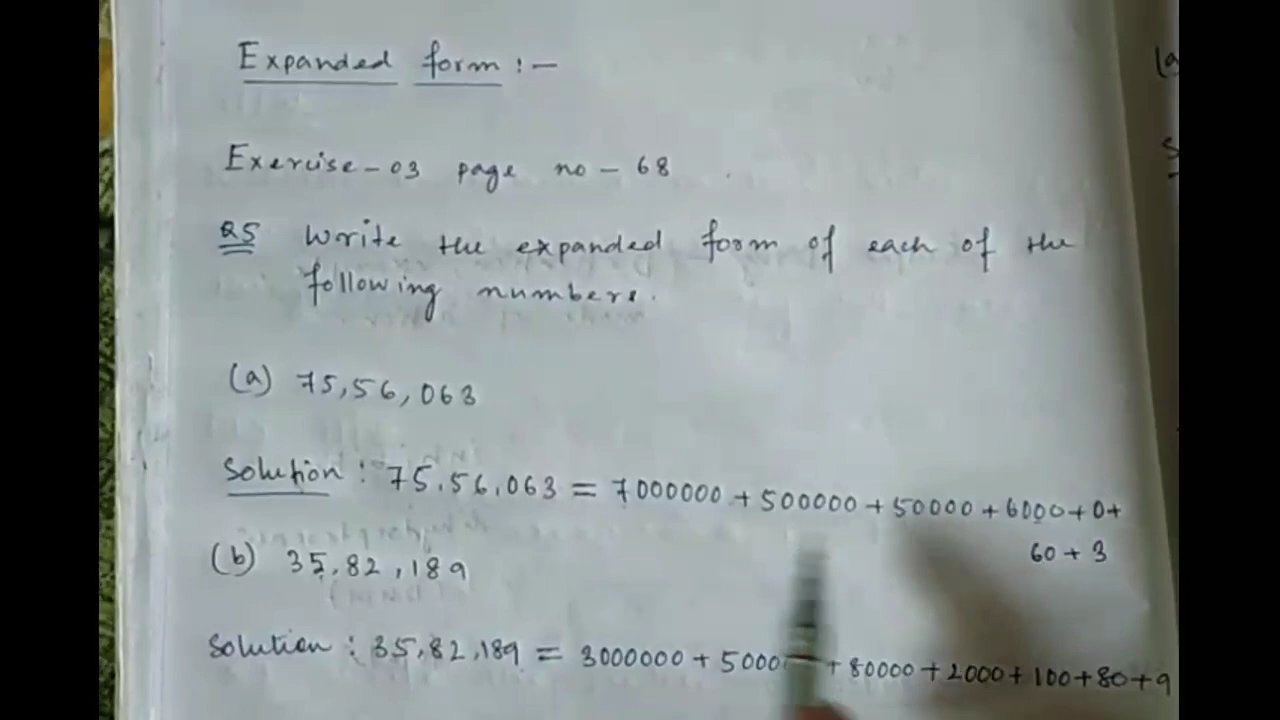 Expanded form :-
Exercise - 03 page no - 68
Q5 Write the expanded form of each of the
following numbers.
(a) 75,56,063
Solution : 75,56,063 = 7000000 + 500000 + 50000 + 6000 + 0 +
60 + 3
(b) 35,82,189
Solution : 35,82,189 = 3000000 + 5000 + 80000 + 2000 + 100 + 80 + 9